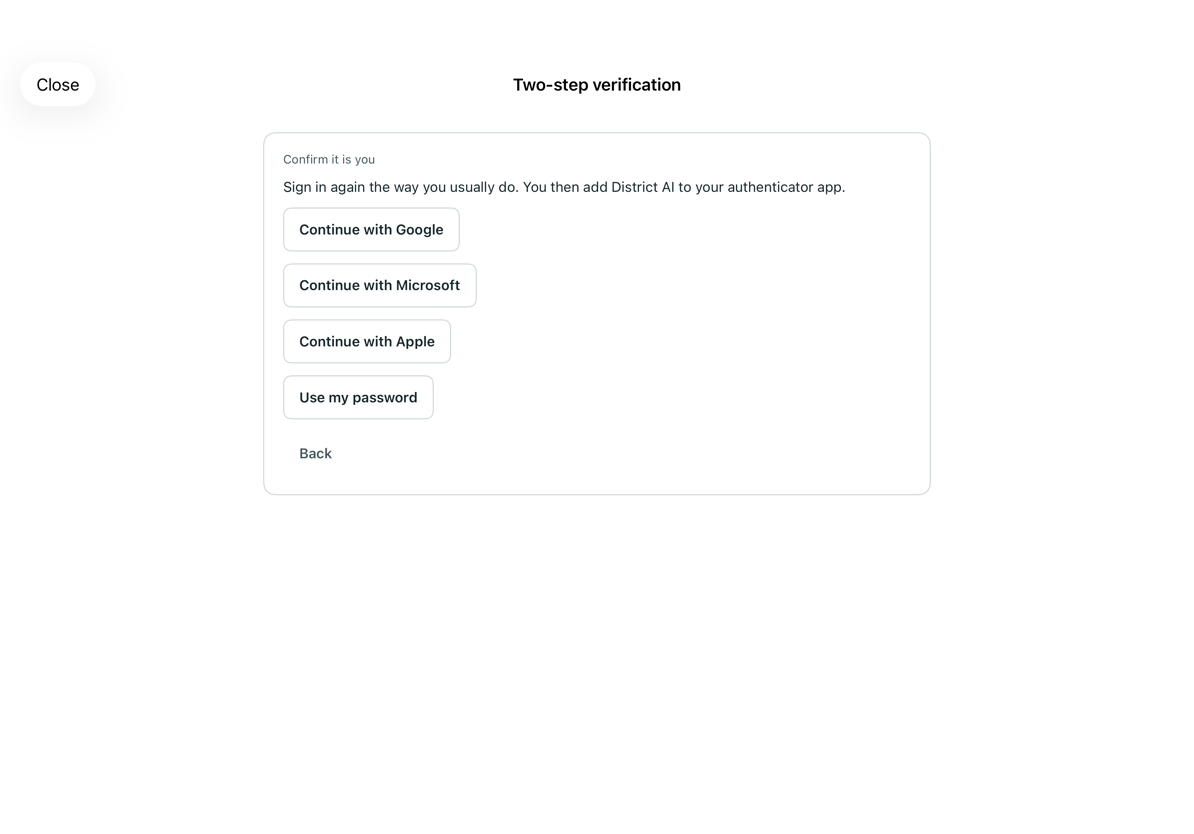 Close
Two-step verification
Confirm it is you
Sign in again the way you usually do. You then add District AI to your authenticator app.
Continue with Google
Continue with Microsoft
Continue with Apple
Use my password
Back